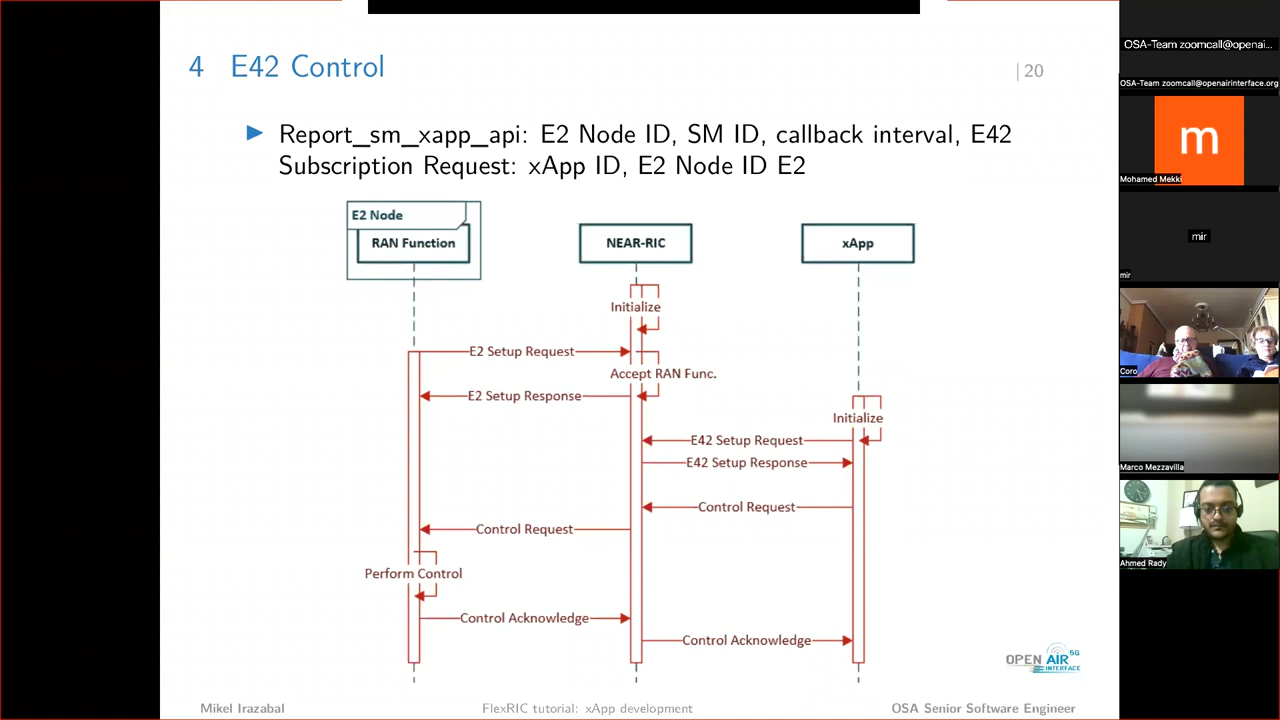 4 E42 Control
| 20
Report_sm_xapp_api: E2 Node ID, SM ID, callback interval, E42
Subscription Request: xApp ID, E2 Node ID E2
E2 Node
RAN Function
NEAR-RIC
xApp
Initialize
E2 Setup Request
Accept RAN Func.
E2 Setup Response
Initialize
E42 Setup Request
E42 Setup Response
Control Request
Control Request
Perform Control
Control Acknowledge
Control Acknowledge
OPEN AIR 5G
INTERFACE
Mikel Irazabal
FlexRIC tutorial: xApp development
OSA Senior Software Engineer
OSA-Team zoomcall@openai...
OSA-Team zoomcall@openairinterface.org
m
Mohamed Mekki
mir
mir
Coro
Marco Mezzavilla
Ahmed Rady